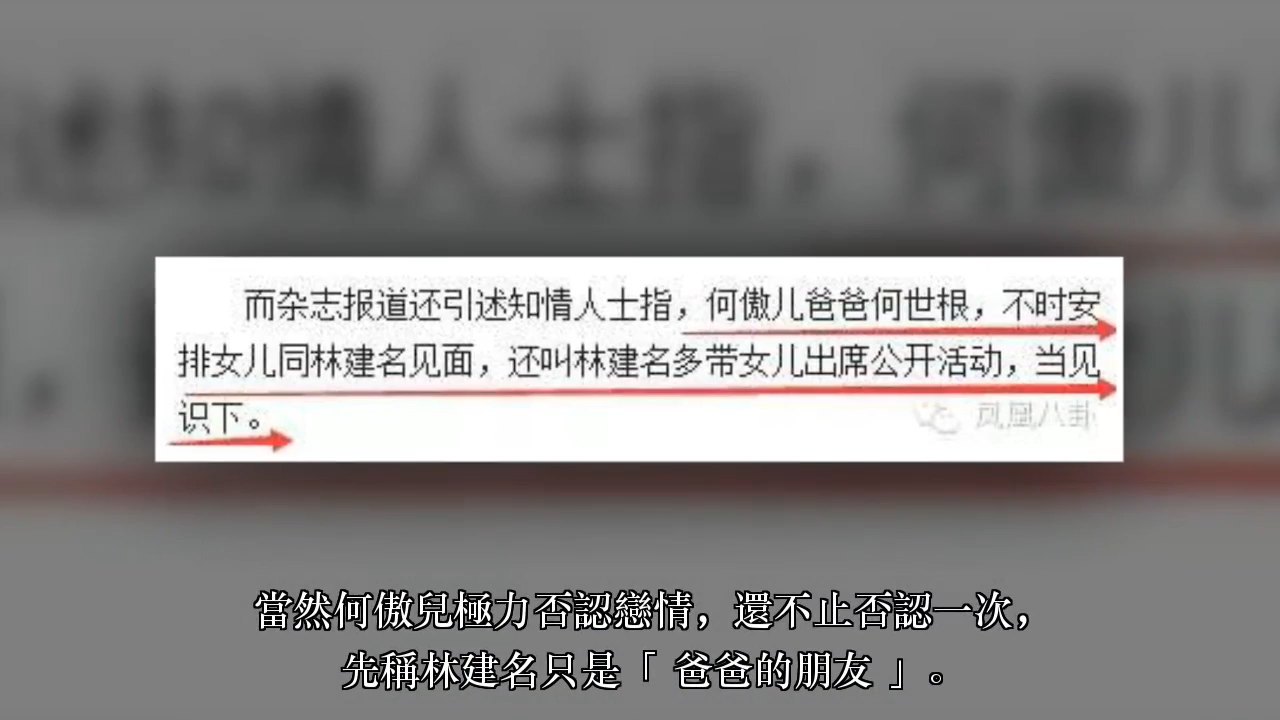 而杂志报道还引述知情人士指，何傲儿爸爸何世根，不时安
排女儿同林建名见面，还叫林建名多带女儿出席公开活动，当见
识下。
凤凰八卦
當然何傲兒極力否認戀情，還不止否認一次，
先稱林建名只是「 爸爸的朋友 」。